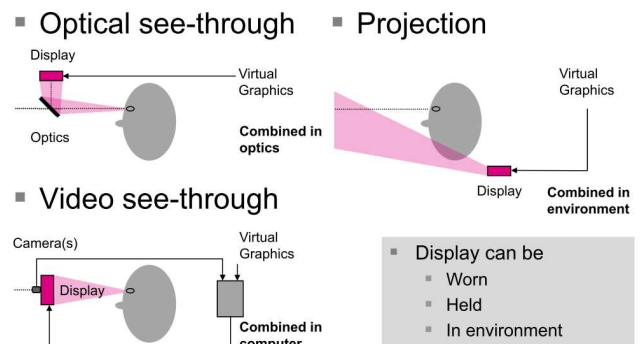 Optical see-through
Display
Virtual
Graphics
Optics
Combined in
optics
Projection
Virtual
Graphics
Display
Combined in
environment
Video see-through
Camera(s)
Virtual
Graphics
Display
Combined in
computer
Display can be
Worn
Held
In environment